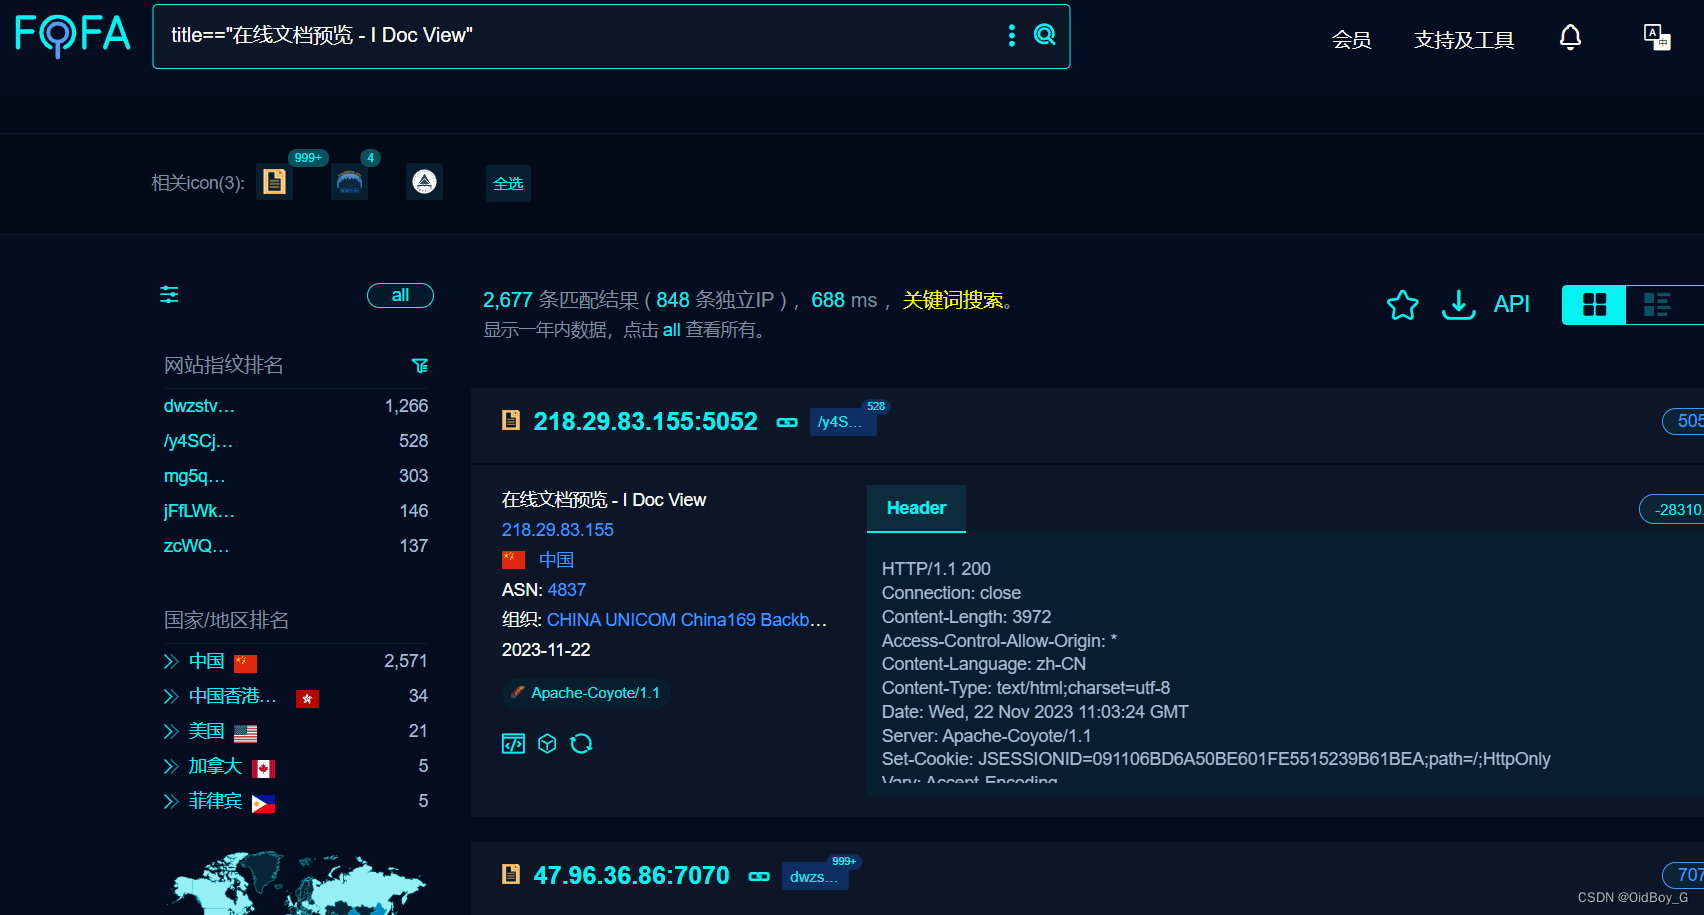 FOFA
title=="在线文档预览 - I Doc View"
会员
支持及工具
相关icon(3):
999+
4
全选
all
2,677 条匹配结果 ( 848 条独立IP ) ,  688 ms ,  关键词搜索。
显示一年内数据，点击 all 查看所有。
API
网站指纹排名
dwzstv... 1,266
/y4SCj... 528
mg5q... 303
jFfLWk... 146
zcWQ... 137
国家/地区排名
中国 2,571
中国香港... 34
美国 21
加拿大 5
菲律宾 5
218.29.83.155:5052 /y4S... 528
505
在线文档预览 - I Doc View
218.29.83.155
中国
ASN: 4837
组织: CHINA UNICOM China169 Backb...
2023-11-22
Apache-Coyote/1.1
Header
-28310
HTTP/1.1 200
Connection: close
Content-Length: 3972
Access-Control-Allow-Origin: *
Content-Language: zh-CN
Content-Type: text/html;charset=utf-8
Date: Wed, 22 Nov 2023 11:03:24 GMT
Server: Apache-Coyote/1.1
Set-Cookie: JSESSIONID=091106BD6A50BE601FE5515239B61BEA;path=/;HttpOnly
Vary: Accept-Encoding
47.96.36.86:7070 dwzs... 999+
707
CSDN @OidBoy_G